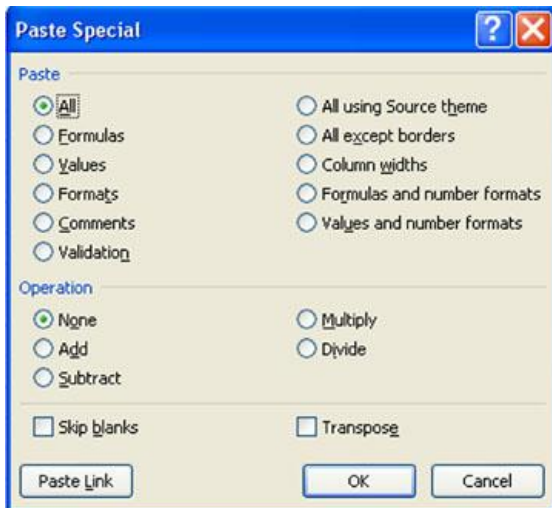 Paste Special
Paste
All
All using Source theme
Formulas
All except borders
Values
Column widths
Formats
Formulas and number formats
Comments
Values and number formats
Validation
Operation
None
Multiply
Add
Divide
Subtract
Skip blanks
Transpose
Paste Link
OK
Cancel